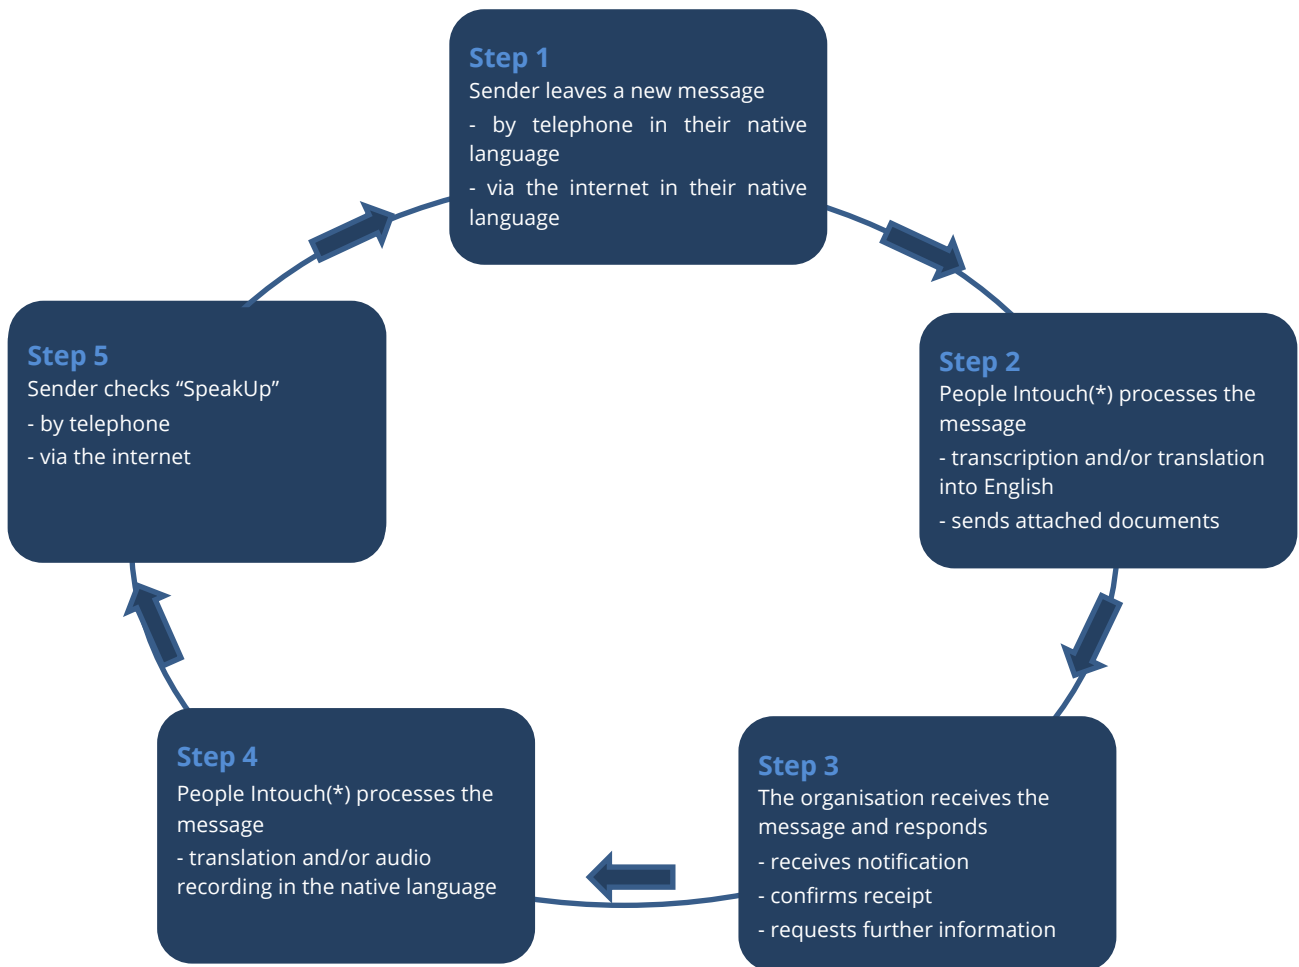 Step 1
Sender leaves a new message
- by telephone in their native
language
- via the internet in their native
language
Step 2
People Intouch(*) processes the
message
- transcription and/or translation
into English
- sends attached documents
Step 3
The organisation receives the
message and responds
- receives notification
- confirms receipt
- requests further information
Step 4
People Intouch(*) processes the
message
- translation and/or audio
recording in the native language
Step 5
Sender checks “SpeakUp”
- by telephone
- via the internet